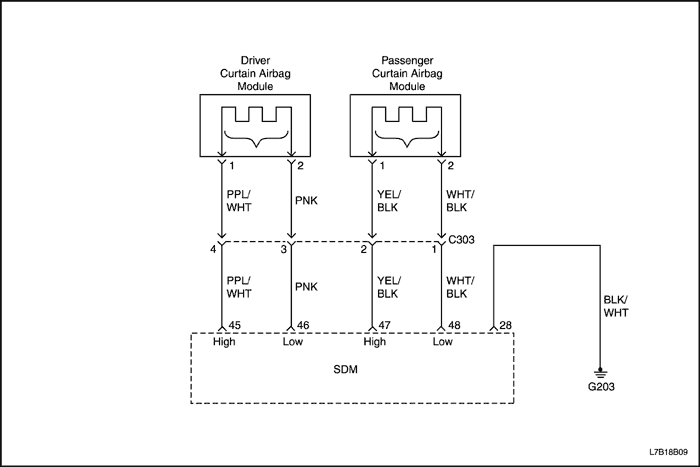 Driver
Curtain Airbag
Module
Passenger
Curtain Airbag
Module
1 2 1 2
PPL/
WHT
PNK
YEL/
BLK
WHT/
BLK
C303
4 3 2 1
PPL/
WHT
PNK
YEL/
BLK
WHT/
BLK
BLK/
WHT
45 46 47 48 28
High Low High Low
SDM
G203
L7B18B09